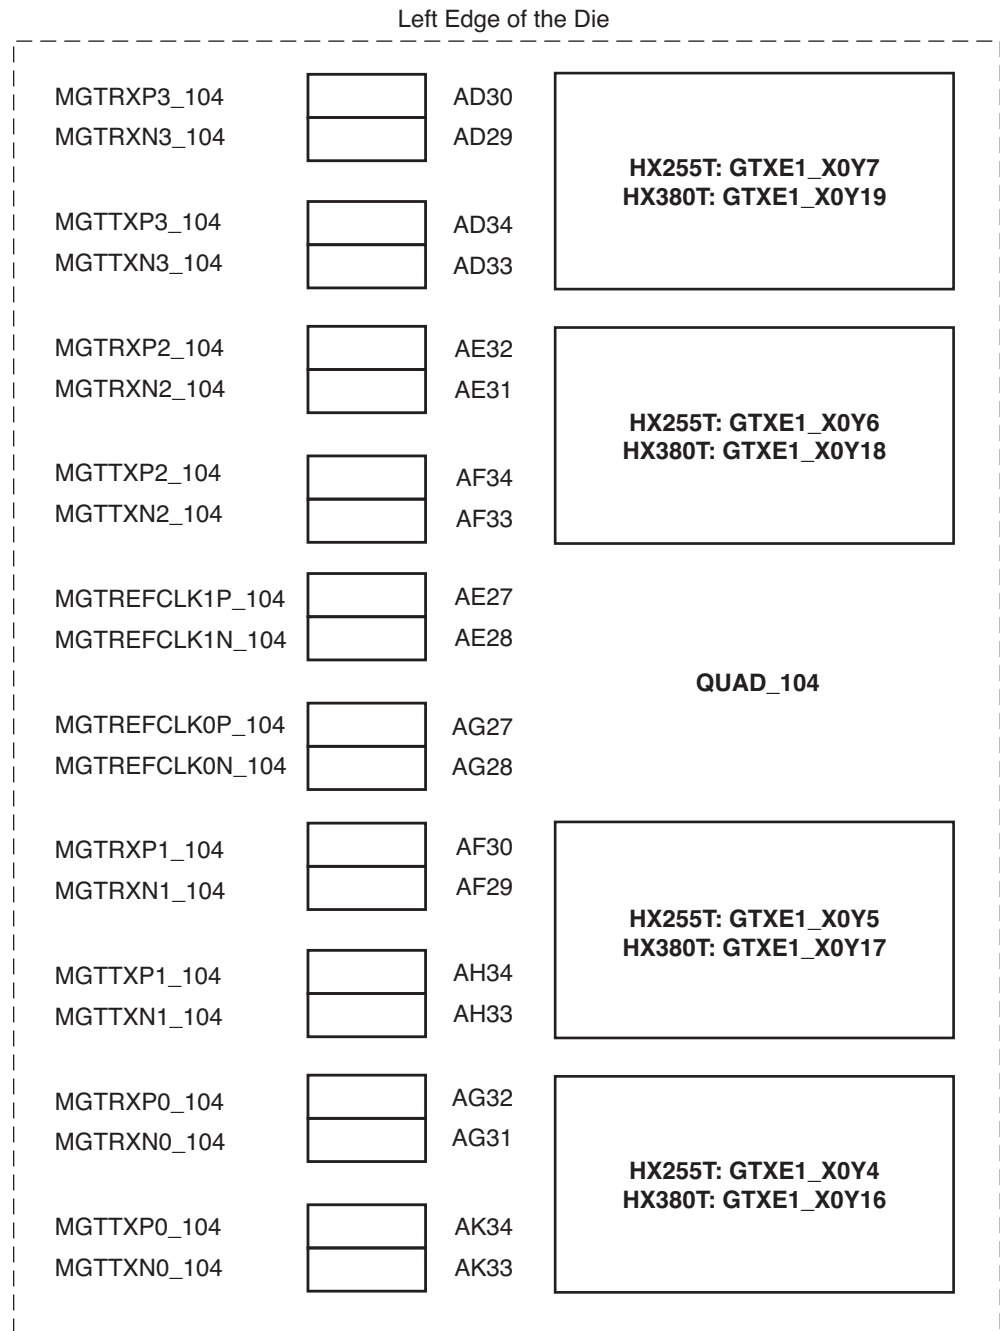 Left Edge of the Die
MGTRXP3_104 AD30
MGTRXN3_104 AD29
HX255T: GTXE1_X0Y7
HX380T: GTXE1_X0Y19
MGTTXP3_104 AD34
MGTTXN3_104 AD33
MGTRXP2_104 AE32
MGTRXN2_104 AE31
HX255T: GTXE1_X0Y6
HX380T: GTXE1_X0Y18
MGTTXP2_104 AF34
MGTTXN2_104 AF33
MGTREFCLK1P_104 AE27
MGTREFCLK1N_104 AE28
QUAD_104
MGTREFCLK0P_104 AG27
MGTREFCLK0N_104 AG28
MGTRXP1_104 AF30
MGTRXN1_104 AF29
HX255T: GTXE1_X0Y5
HX380T: GTXE1_X0Y17
MGTTXP1_104 AH34
MGTTXN1_104 AH33
MGTRXP0_104 AG32
MGTRXN0_104 AG31
HX255T: GTXE1_X0Y4
HX380T: GTXE1_X0Y16
MGTTXP0_104 AK34
MGTTXN0_104 AK33